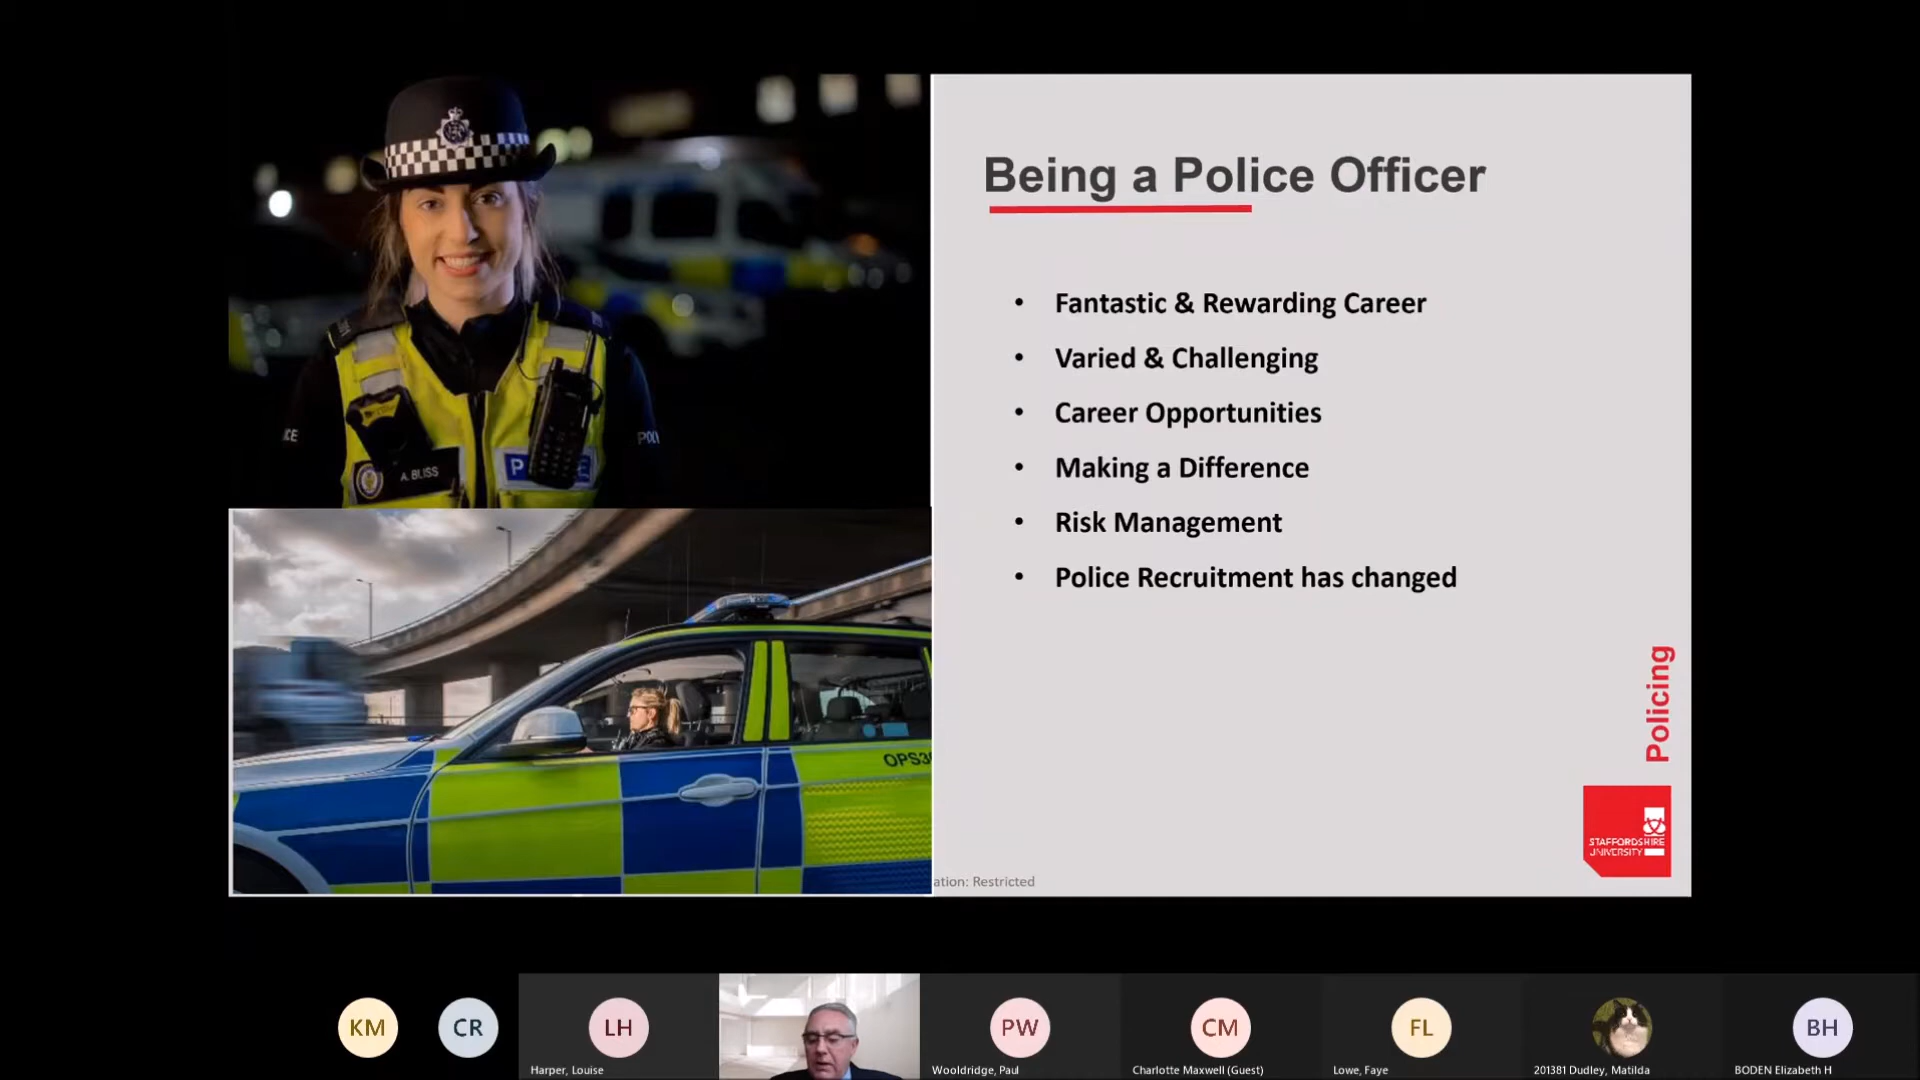 Being a Police Officer
• Fantastic & Rewarding Career
• Varied & Challenging
• Career Opportunities
• Making a Difference
• Risk Management
• Police Recruitment has changed
Policing
STAFFORDSHIRE
UNIVERSITY
ation: Restricted
ICE
A. BLISS
P
E
POLI
OPS3
KM
CR
LH
PW
CM
FL
BH
Harper, Louise
Wooldridge, Paul
Charlotte Maxwell (Guest)
Lowe, Faye
201381 Dudley, Matilda
BODEN Elizabeth H